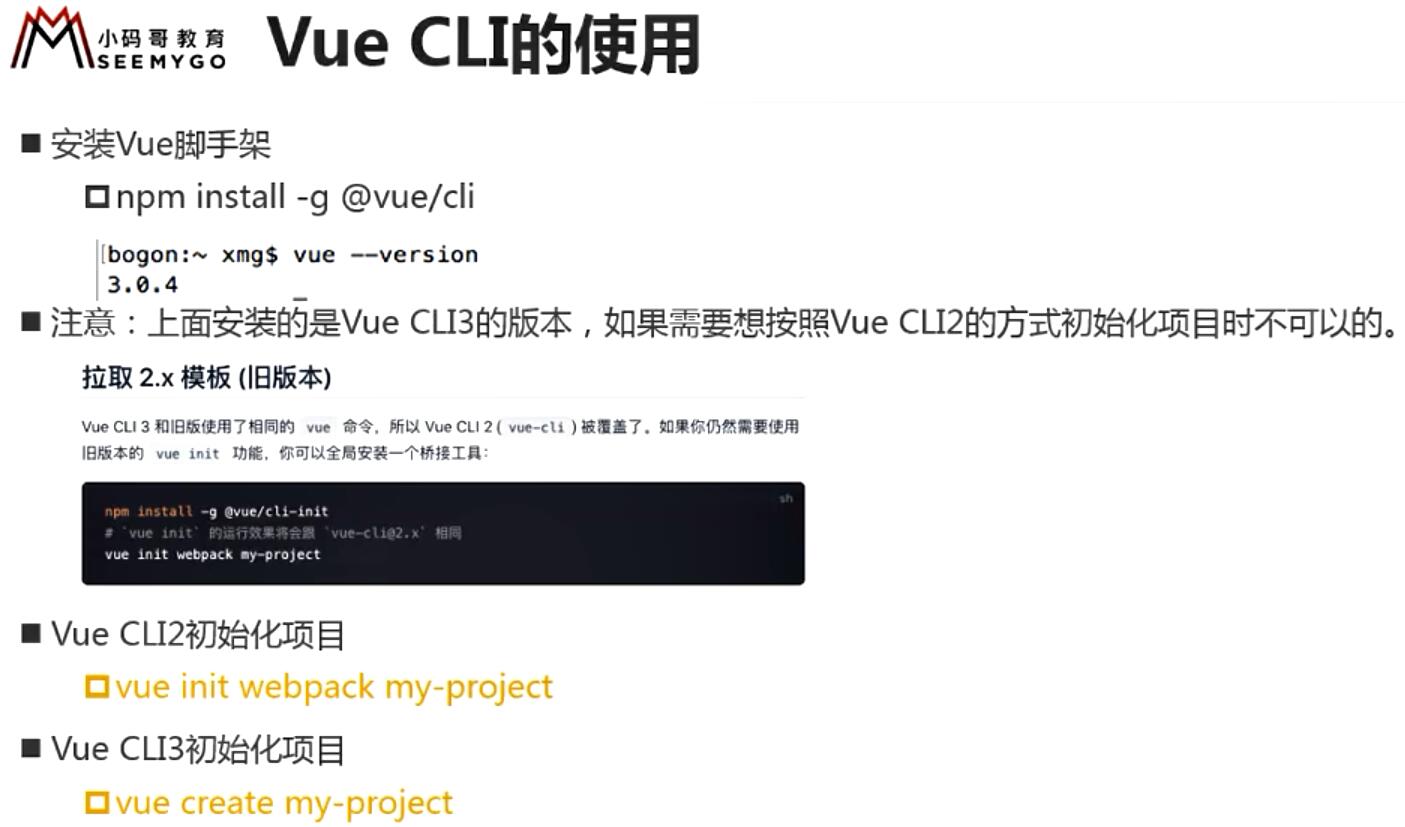 小码哥教育
SEEMYGO
Vue CLI的使用
安装Vue脚手架
npm install -g @vue/cli
[bogon:~ xmg$ vue --version
3.0.4
注意：上面安装的是Vue CLI3的版本，如果需要想按照Vue CLI2的方式初始化项目时不可以的。
拉取 2.x 模板 (旧版本)
Vue CLI 3 和旧版使用了相同的 vue 命令，所以 Vue CLI 2 ( vue-cli ) 被覆盖了。如果你仍然需要使用
旧版本的 vue init 功能，你可以全局安装一个桥接工具：
sh
npm install -g @vue/cli-init
# `vue init` 的运行效果将会跟 `vue-cli@2.x` 相同
vue init webpack my-project
Vue CLI2初始化项目
vue init webpack my-project
Vue CLI3初始化项目
vue create my-project